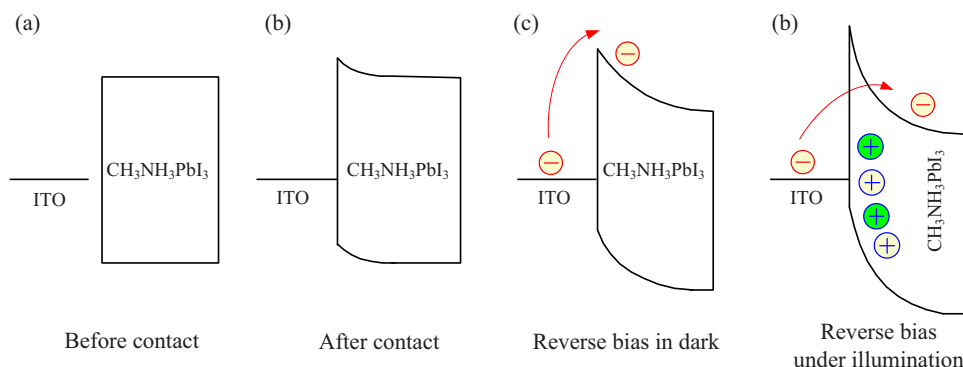 (a)
(b)
(c)
(b)
CH₃NH₃PbI₃
ITO
CH₃NH₃PbI₃
ITO
CH₃NH₃PbI₃
ITO
CH₃NH₃PbI₃
ITO
−
−
−
−
+
+
+
+
Before contact
After contact
Reverse bias in dark
Reverse bias
under illumination